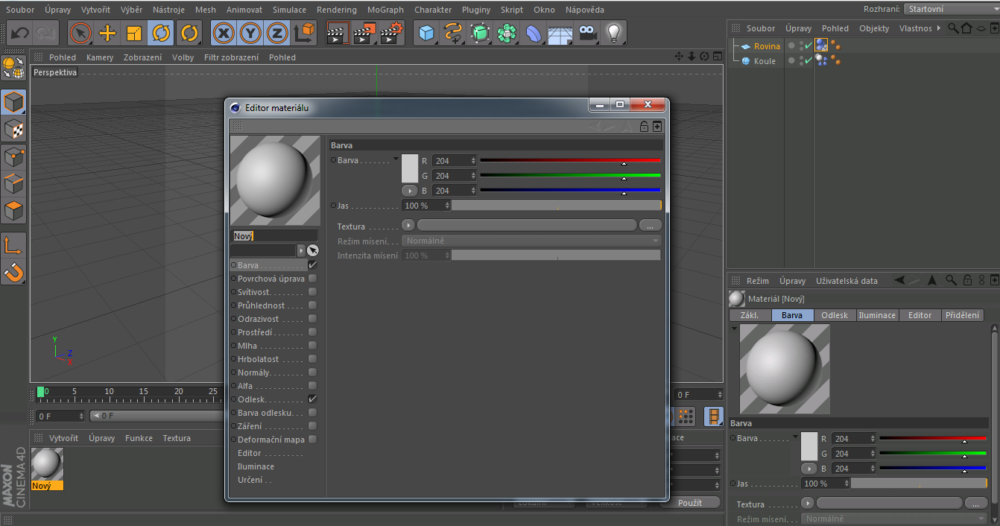 Soubor Úpravy Vytvořit Výběr Nástroje Mesh Animovat Simulace Rendering MoGraph Charakter Pluginy Skript Okno Nápověda Rozhraní: Startovní
X Y Z
Soubor Úpravy Pohled Objekty Vlastnos
Rovina
Koule
Pohled Kamery Zobrazení Volby Filtr zobrazení Pohled
Perspektiva
Editor materiálu
Barva
Barva . . . . . . . R 204
G 204
B 204
Jas . . . . . . . . . . . 100 %
Textura . . . . . . . ...
Režim mísení. . . Normálně
Intenzita mísení 100 %
Nový
Barva . . . . . . . . .
Povrchová úprava
Svítivost. . . . . . .
Průhlednost . . . .
Odrazivost . . . . .
Prostředí . . . . . .
Mlha . . . . . . . . .
Hrbolatost . . . . .
Normály. . . . . . .
Alfa . . . . . . . . . .
Odlesk. . . . . . . .
Barva odlesku. . .
Záření . . . . . . . .
Deformační mapa
Editor . . . . . . . .
Iluminace
Určení . .
Y
Z
X
0 5 10 15 20 25
0 F
0 F 0 F
Vytvořit Úpravy Funkce Textura
Nový
MAXON
CINEMA 4D
Použít
Režim Úpravy Uživatelská data
Materiál [Nový]
Zákl. Barva Odlesk Iluminace Editor Přidělení
Barva
Barva . . . . . . . R 204
G 204
B 204
Jas . . . . . . . . . . . 100 %
Textura . . . . . . . ...
Režim mísení. . . Normálně